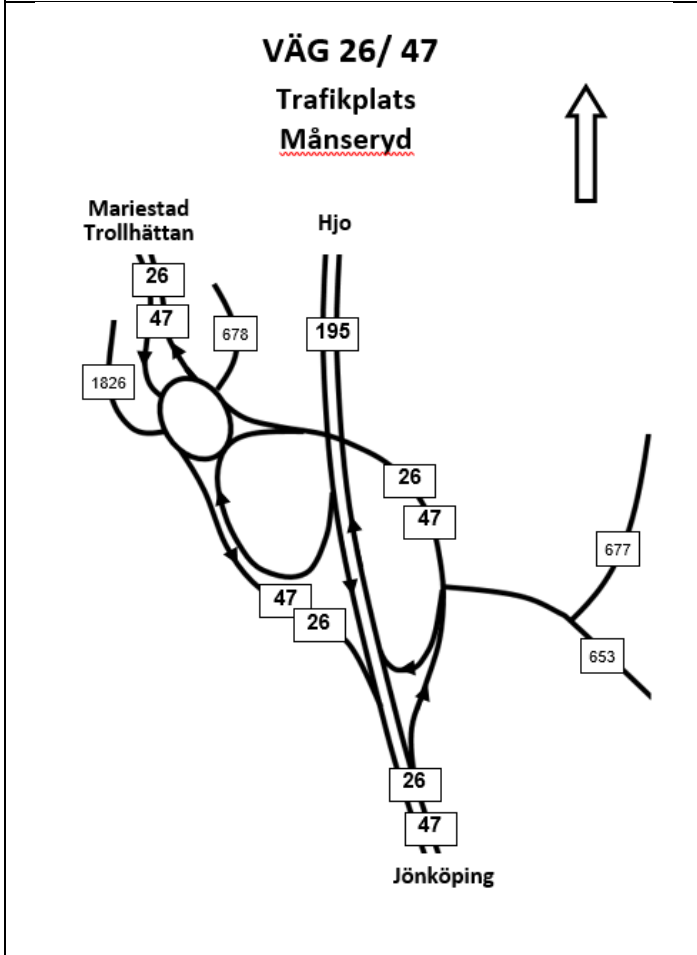 VÄG 26/ 47
Trafikplats
Månseryd
Mariestad
Trollhättan
Hjo
26
47
678
195
1826
26
47
677
47
26
653
26
47
Jönköping